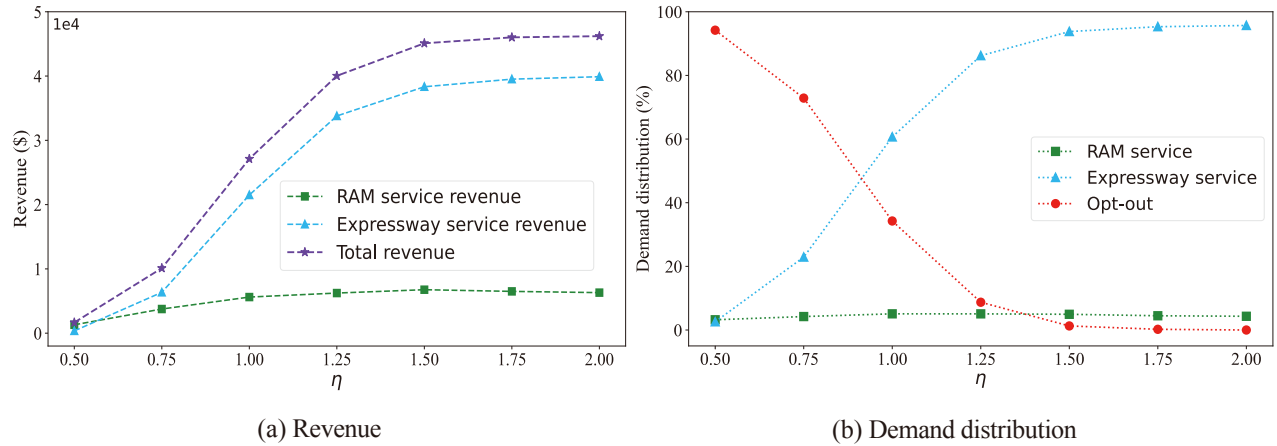 1e4
5
4
3
2
1
0
Revenue ($)
RAM service revenue
Expressway service revenue
Total revenue
0.50 0.75 1.00 1.25 1.50 1.75 2.00
η
(a) Revenue
100
80
60
40
20
0
Demand distribution (%)
RAM service
Expressway service
Opt-out
0.50 0.75 1.00 1.25 1.50 1.75 2.00
η
(b) Demand distribution